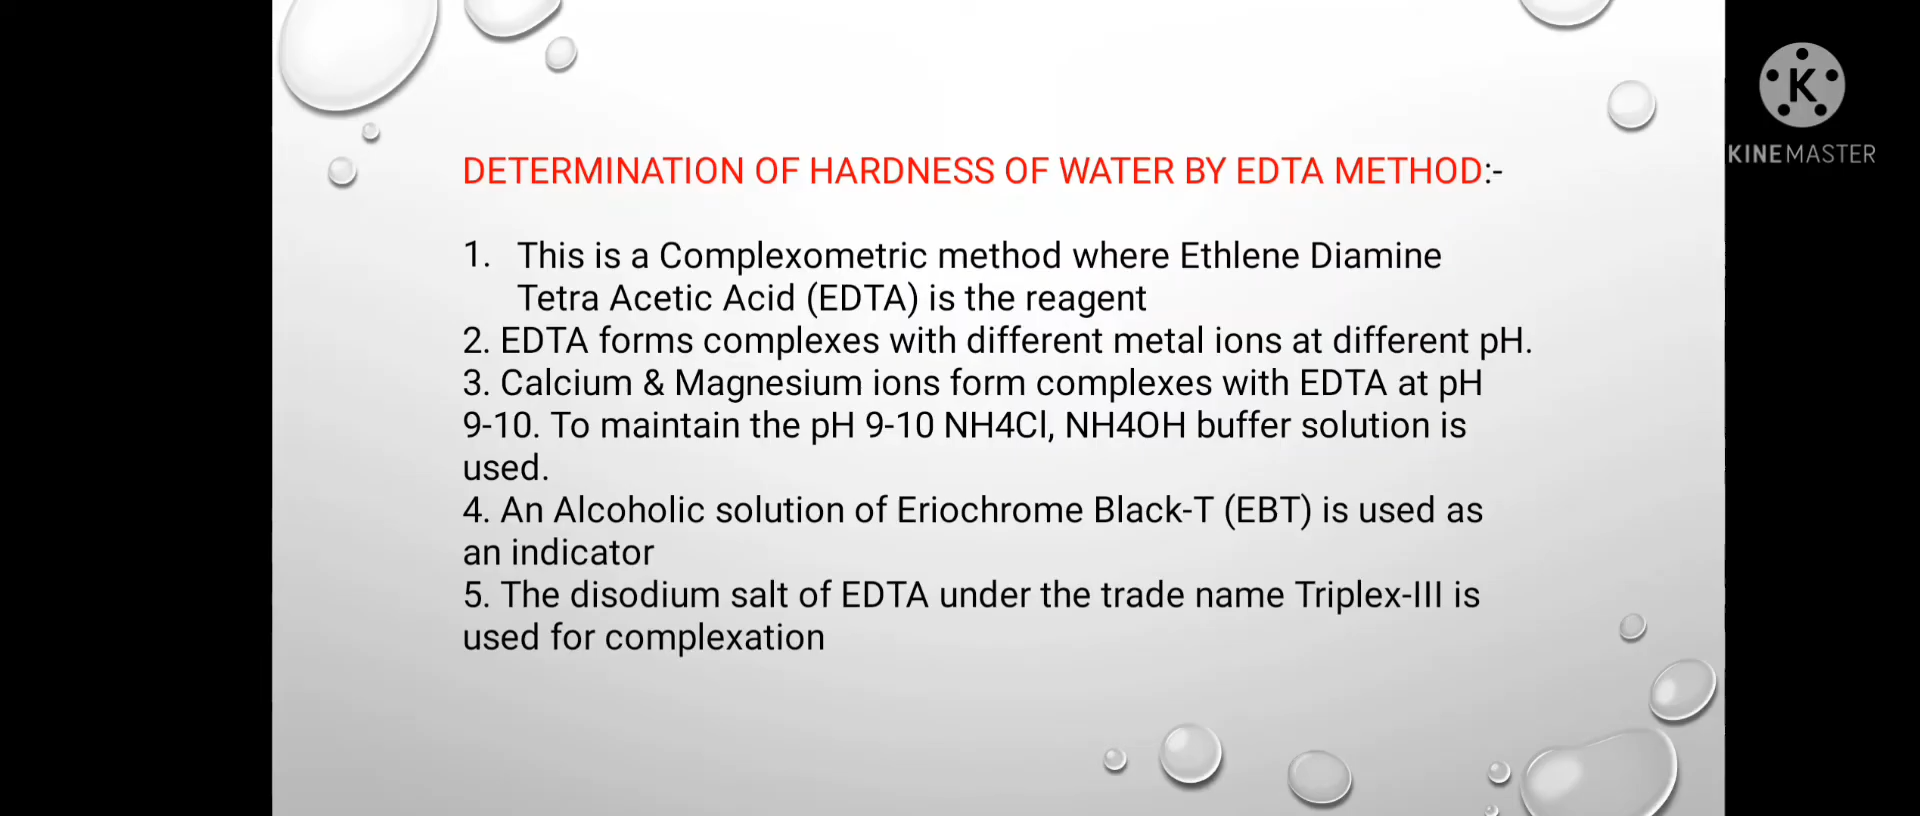 K
KINEMASTER
DETERMINATION OF HARDNESS OF WATER BY EDTA METHOD:-
1. This is a Complexometric method where Ethlene Diamine
Tetra Acetic Acid (EDTA) is the reagent
2. EDTA forms complexes with different metal ions at different pH.
3. Calcium & Magnesium ions form complexes with EDTA at pH
9-10. To maintain the pH 9-10 NH4Cl, NH4OH buffer solution is
used.
4. An Alcoholic solution of Eriochrome Black-T (EBT) is used as
an indicator
5. The disodium salt of EDTA under the trade name Triplex-III is
used for complexation